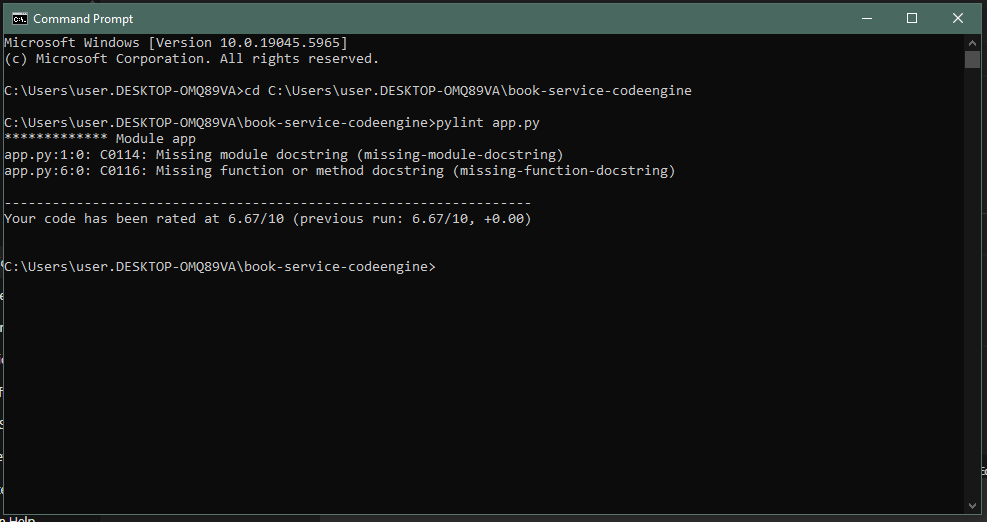 Command Prompt
Microsoft Windows [Version 10.0.19045.5965]
(c) Microsoft Corporation. All rights reserved.
C:\Users\user.DESKTOP-OMQ89VA>cd C:\Users\user.DESKTOP-OMQ89VA\book-service-codeengine
C:\Users\user.DESKTOP-OMQ89VA\book-service-codeengine>pylint app.py
************* Module app
app.py:1:0: C0114: Missing module docstring (missing-module-docstring)
app.py:6:0: C0116: Missing function or method docstring (missing-function-docstring)
------------------------------------------------------------------
Your code has been rated at 6.67/10 (previous run: 6.67/10, +0.00)
C:\Users\user.DESKTOP-OMQ89VA\book-service-codeengine>
Help